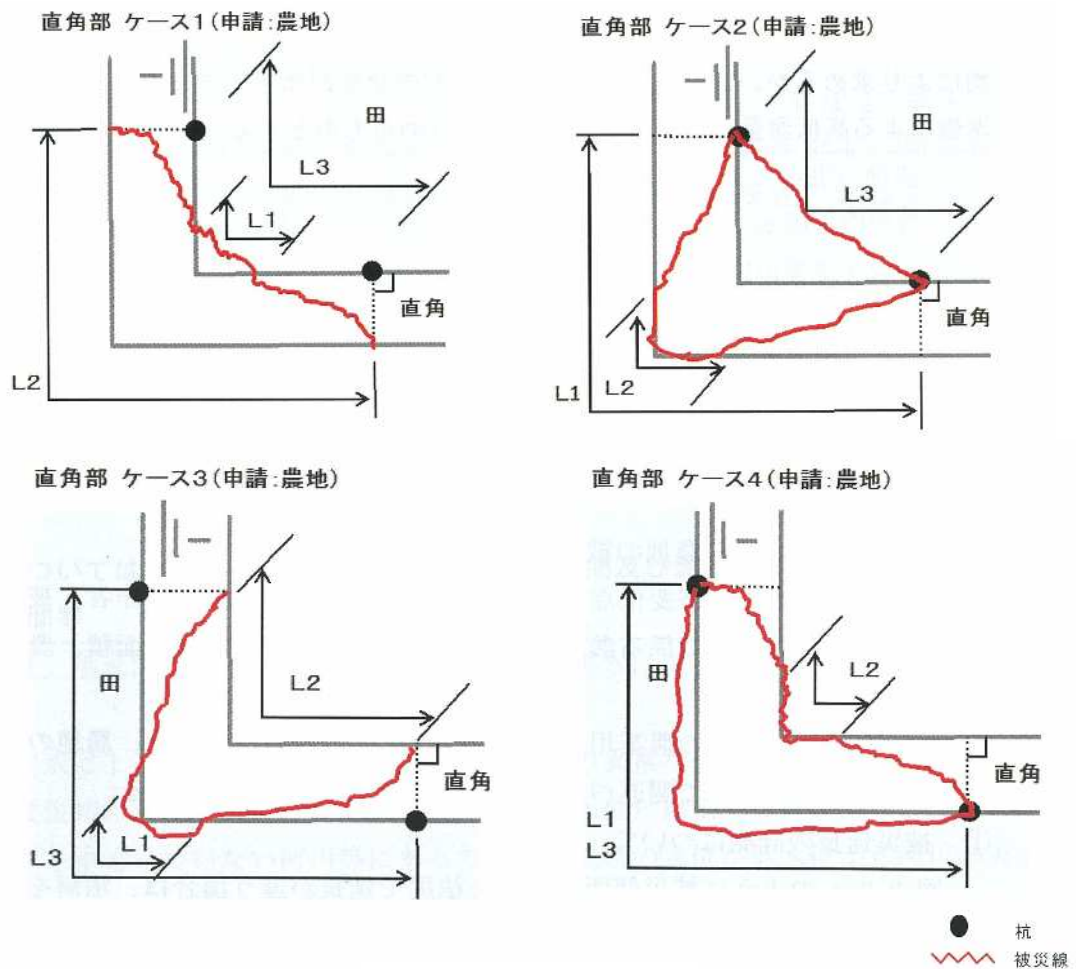 直角部 ケース1(申請:農地)
田
L3
L1
直角
L2
直角部 ケース2(申請:農地)
田
L3
直角
L2
L1
直角部 ケース3(申請:農地)
田
L2
直角
L1
L3
直角部 ケース4(申請:農地)
田
L2
直角
L1
L3
杭
被災線